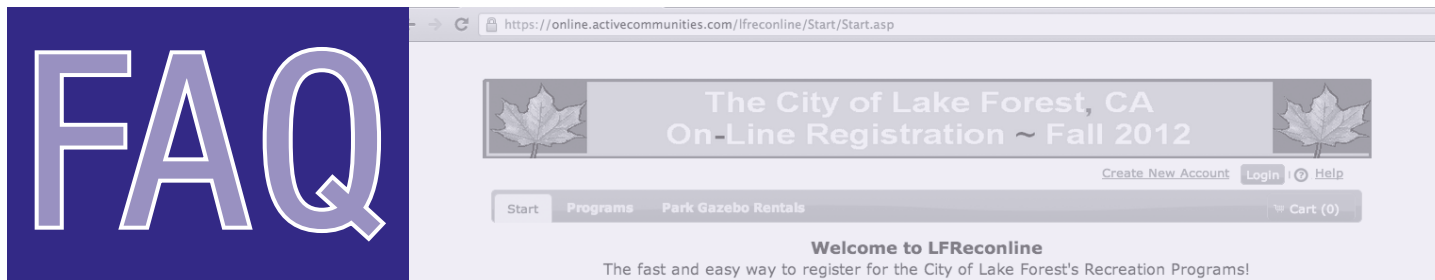 FAQ
https://online.activecommunities.com/lfreconline/Start/Start.asp
The City of Lake Forest, CA
On-Line Registration ~ Fall 2012
Create New Account Login ? Help
Start Programs Park Gazebo Rentals Cart (0)
Welcome to LFReconline
The fast and easy way to register for the City of Lake Forest's Recreation Programs!